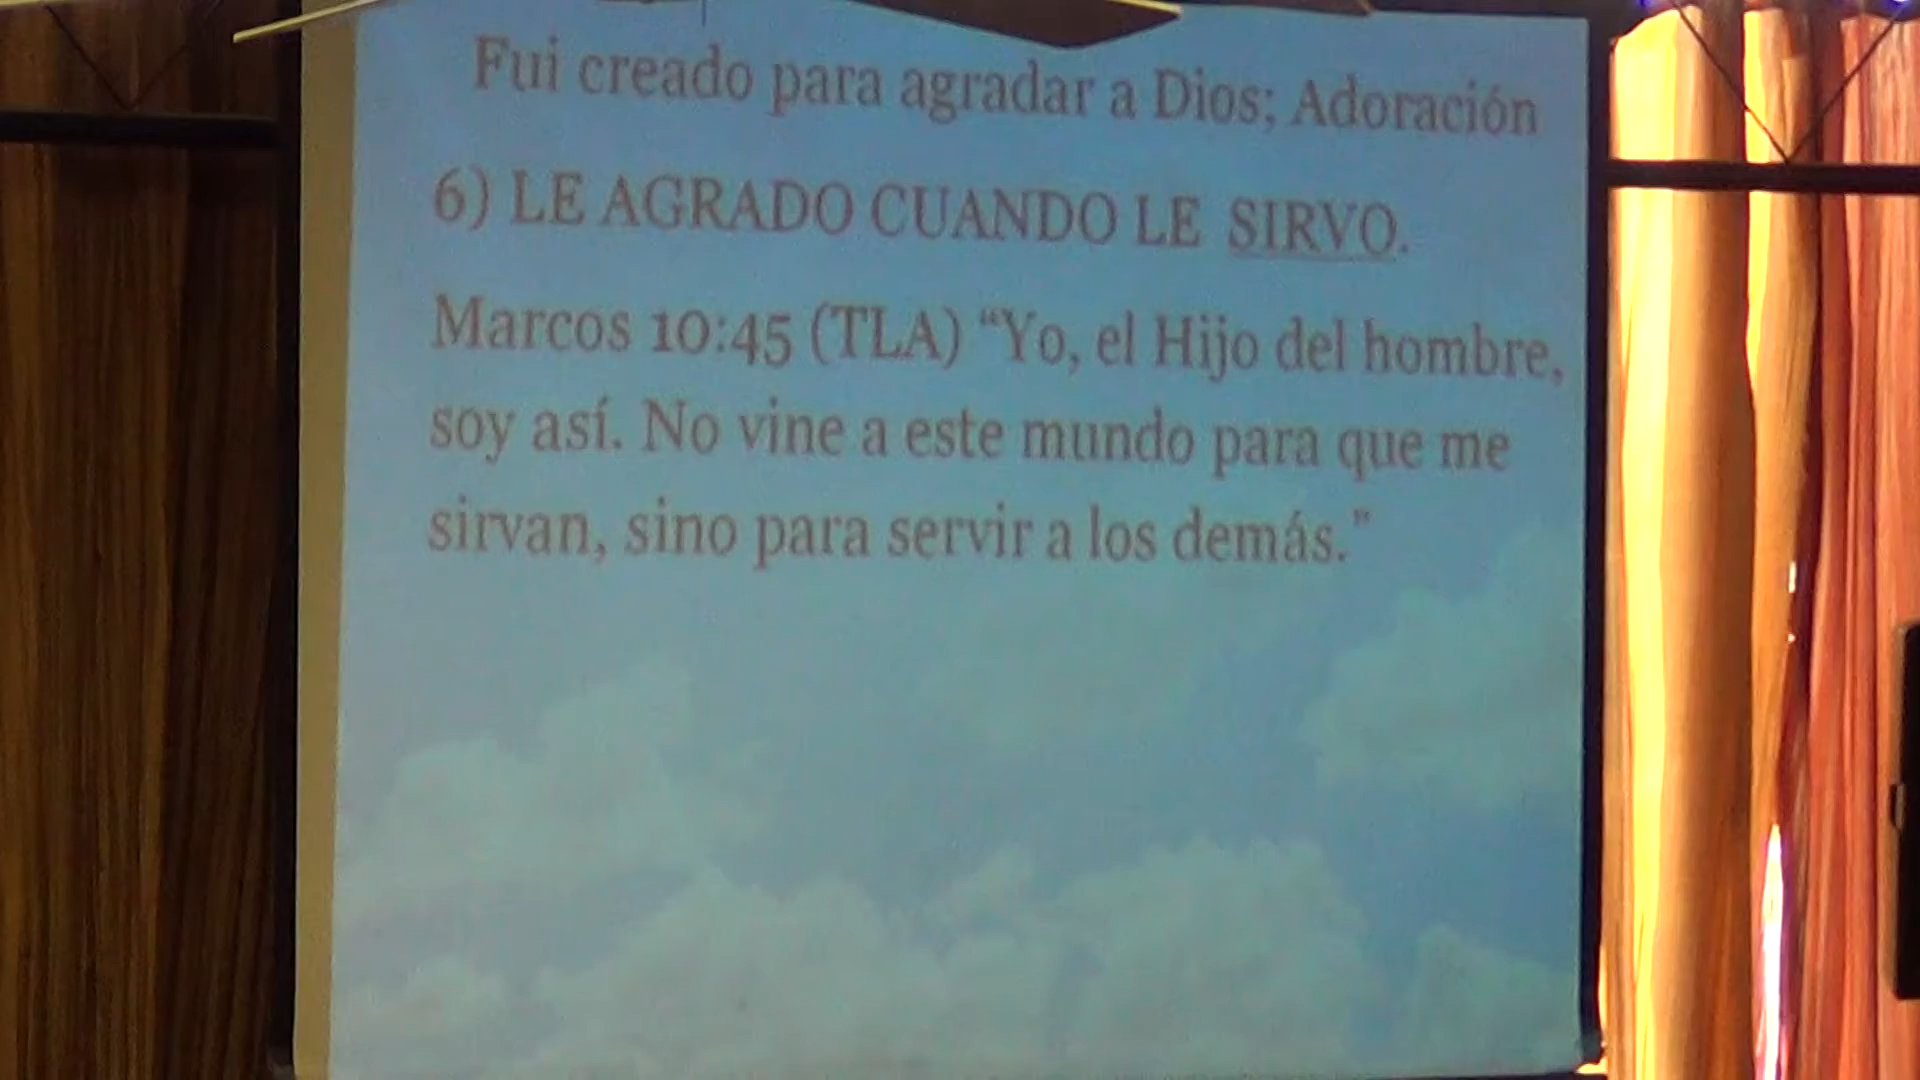 Fui creado para agradar a Dios; Adoración
6) LE AGRADO CUANDO LE SIRVO.
Marcos 10:45 (TLA) “Yo, el Hijo del hombre,
soy así. No vine a este mundo para que me
sirvan, sino para servir a los demás.”